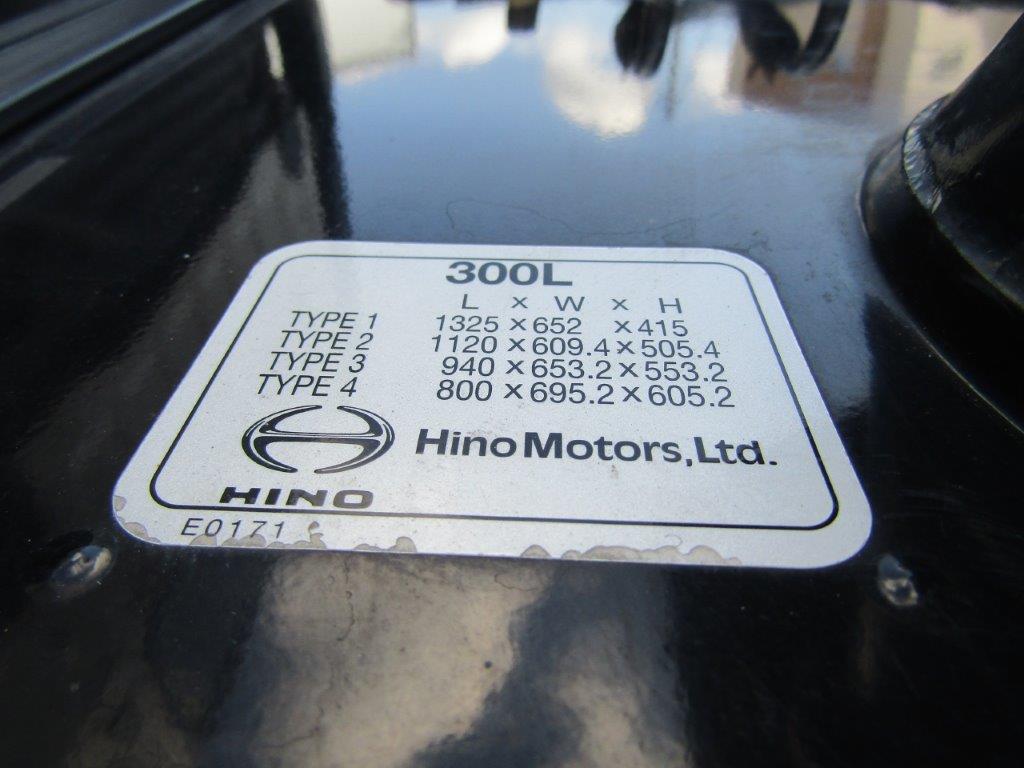 300L
L × W × H
TYPE 1 1325 × 652 × 415
TYPE 2 1120 × 609.4 × 505.4
TYPE 3 940 × 653.2 × 553.2
TYPE 4 800 × 695.2 × 605.2
Hino Motors, Ltd.
HINO
E0171